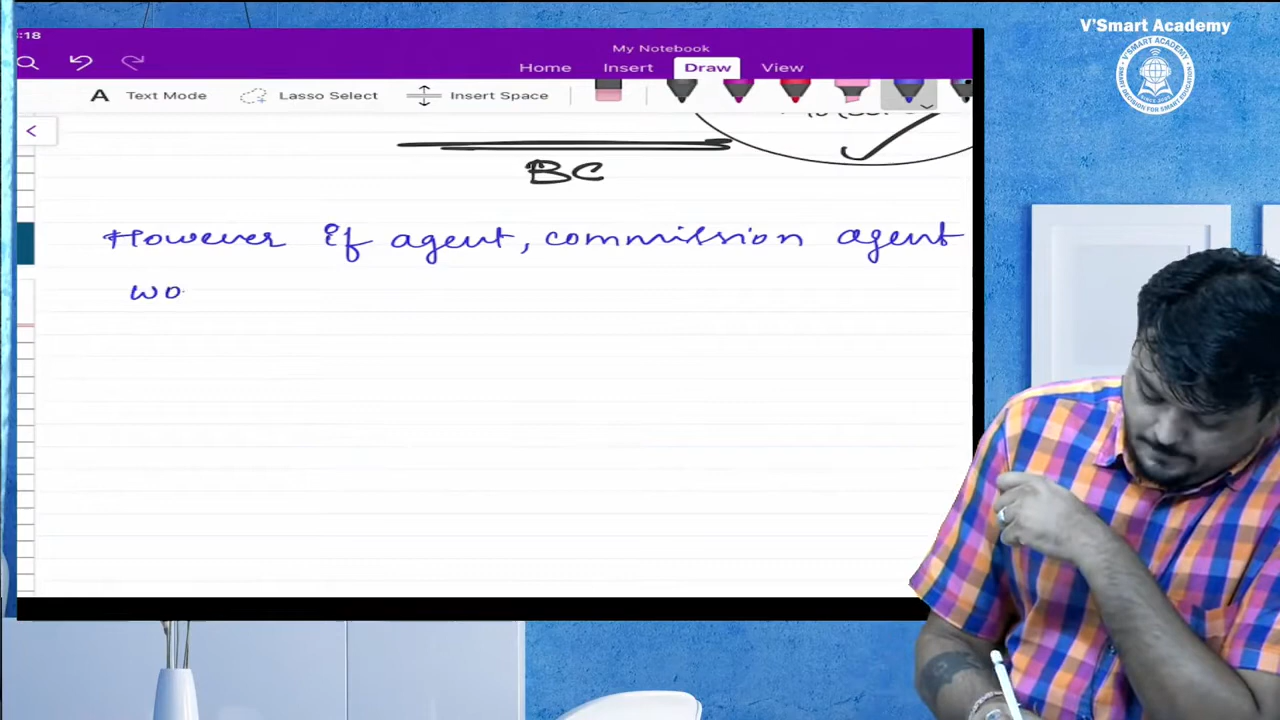 V'Smart Academy
:18
My Notebook
Home Insert Draw View
A Text Mode Lasso Select Insert Space
BC
However if agent, commission agent
wo